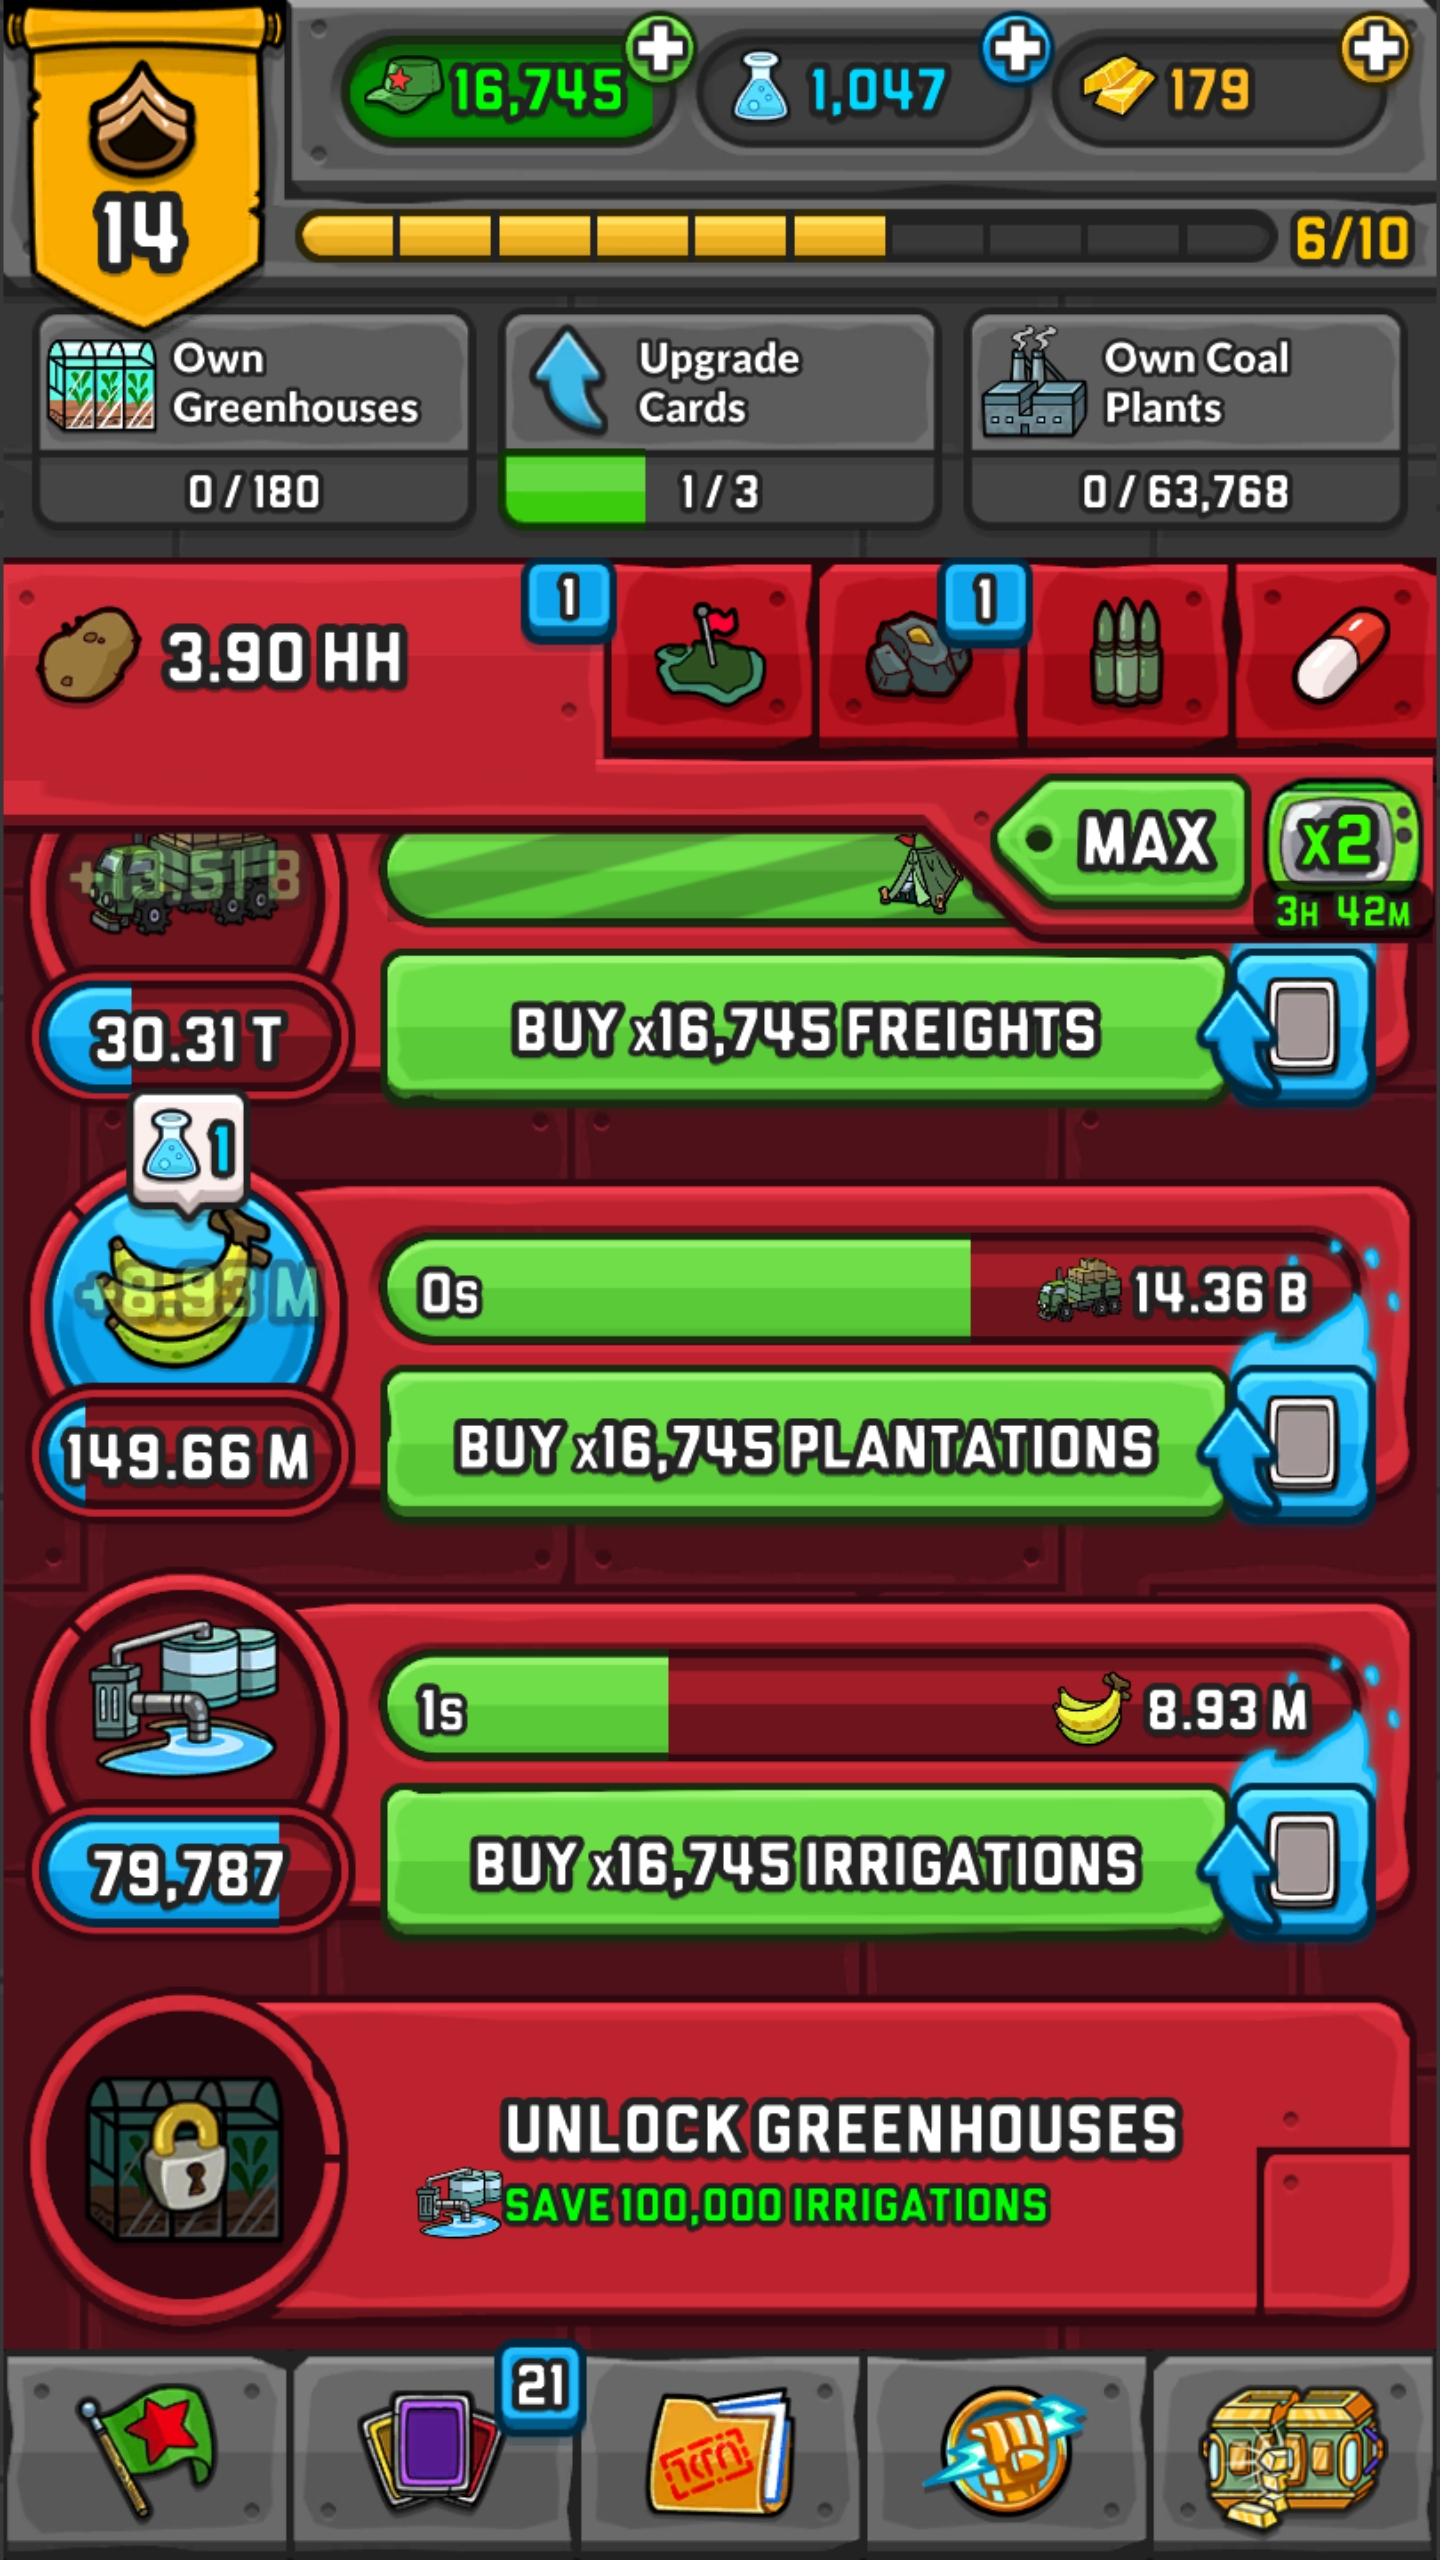 16,745
1,047
179
14
6/10
Own
Greenhouses
0/180
Upgrade
Cards
1/3
Own Coal
Plants
0/63,768
3.90 HH
1
1
MAX
x2
3H 42M
30.31 T
BUY x16,745 FREIGHTS
1
+8.93 M
0s
14.36 B
149.66 M
BUY x16,745 PLANTATIONS
1s
8.93 M
79,787
BUY x16,745 IRRIGATIONS
UNLOCK GREENHOUSES
SAVE 100,000 IRRIGATIONS
21